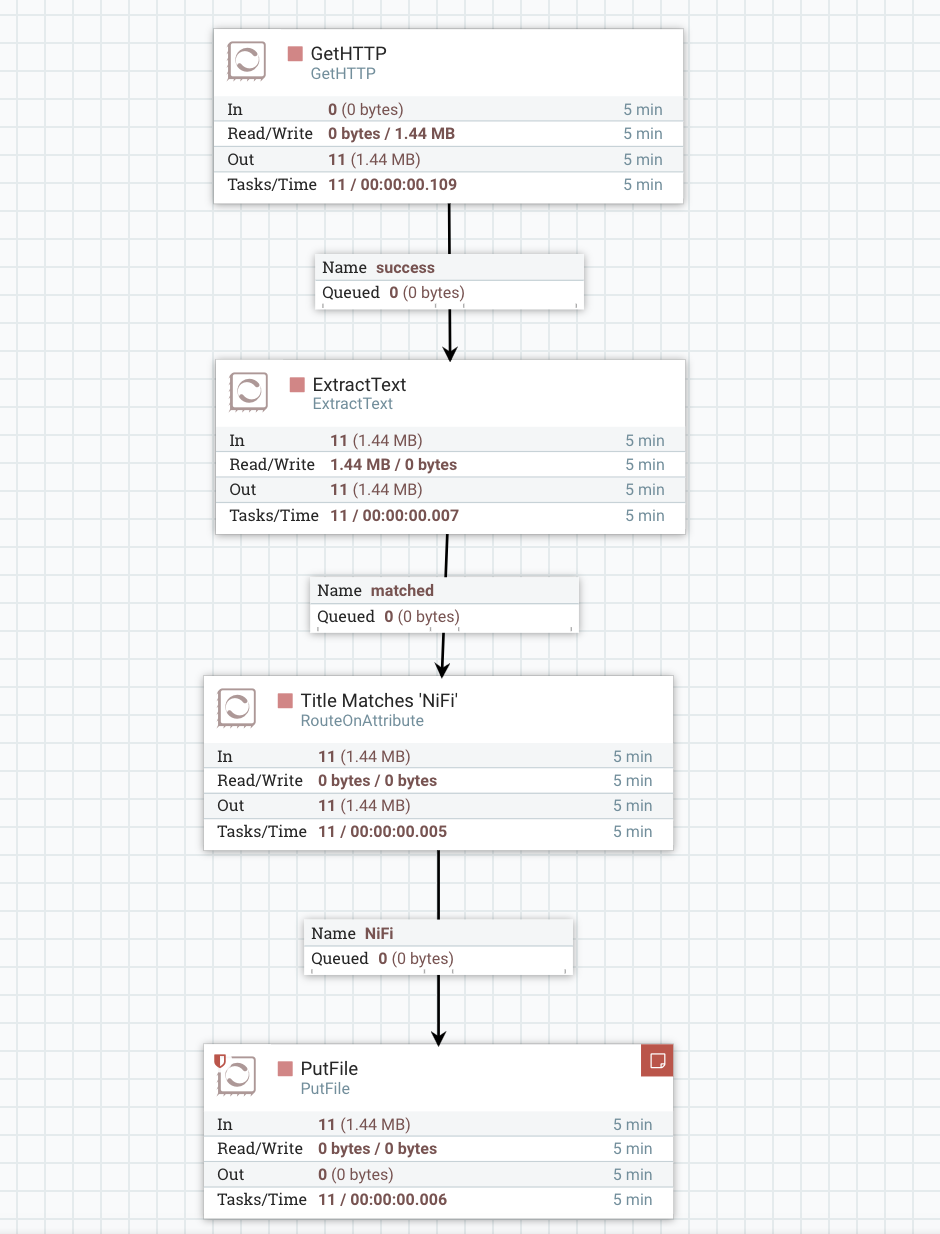 GetHTTP
GetHTTP
In 0 (0 bytes) 5 min
Read/Write 0 bytes / 1.44 MB 5 min
Out 11 (1.44 MB) 5 min
Tasks/Time 11 / 00:00:00.109 5 min
Name success
Queued 0 (0 bytes)
ExtractText
ExtractText
In 11 (1.44 MB) 5 min
Read/Write 1.44 MB / 0 bytes 5 min
Out 11 (1.44 MB) 5 min
Tasks/Time 11 / 00:00:00.007 5 min
Name matched
Queued 0 (0 bytes)
Title Matches 'NiFi'
RouteOnAttribute
In 11 (1.44 MB) 5 min
Read/Write 0 bytes / 0 bytes 5 min
Out 11 (1.44 MB) 5 min
Tasks/Time 11 / 00:00:00.005 5 min
Name NiFi
Queued 0 (0 bytes)
PutFile
PutFile
In 11 (1.44 MB) 5 min
Read/Write 0 bytes / 0 bytes 5 min
Out 0 (0 bytes) 5 min
Tasks/Time 11 / 00:00:00.006 5 min